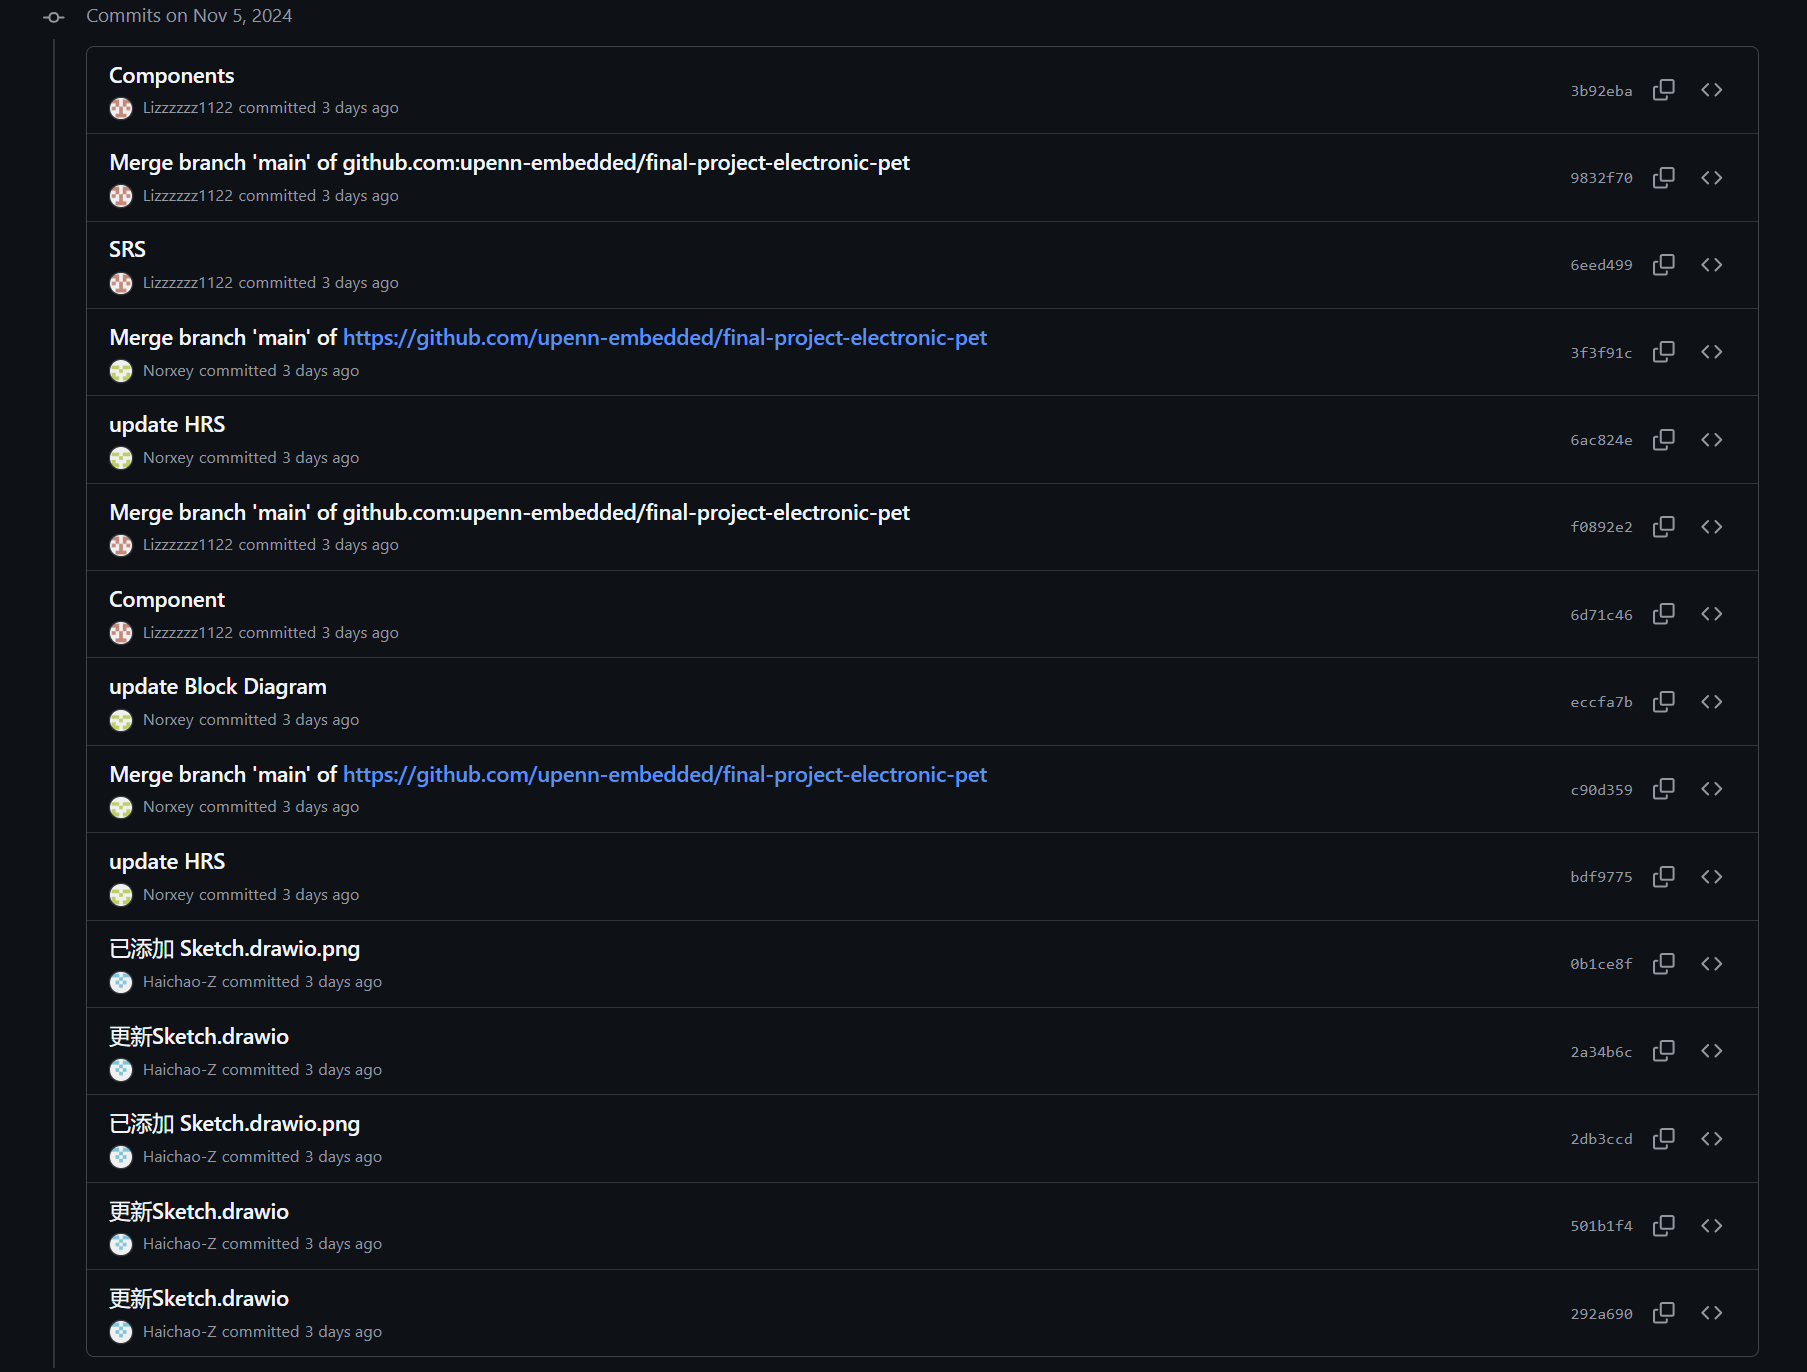 Commits on Nov 5, 2024
Components
Lizzzzzz1122 committed 3 days ago
3b92eba
Merge branch 'main' of github.com:upenn-embedded/final-project-electronic-pet
Lizzzzzz1122 committed 3 days ago
9832f70
SRS
Lizzzzzz1122 committed 3 days ago
6eed499
Merge branch 'main' of https://github.com/upenn-embedded/final-project-electronic-pet
Norxey committed 3 days ago
3f3f91c
update HRS
Norxey committed 3 days ago
6ac824e
Merge branch 'main' of github.com:upenn-embedded/final-project-electronic-pet
Lizzzzzz1122 committed 3 days ago
f0892e2
Component
Lizzzzzz1122 committed 3 days ago
6d71c46
update Block Diagram
Norxey committed 3 days ago
eccfa7b
Merge branch 'main' of https://github.com/upenn-embedded/final-project-electronic-pet
Norxey committed 3 days ago
c90d359
update HRS
Norxey committed 3 days ago
bdf9775
已添加 Sketch.drawio.png
Haichao-Z committed 3 days ago
0b1ce8f
更新Sketch.drawio
Haichao-Z committed 3 days ago
2a34b6c
已添加 Sketch.drawio.png
Haichao-Z committed 3 days ago
2db3ccd
更新Sketch.drawio
Haichao-Z committed 3 days ago
501b1f4
更新Sketch.drawio
Haichao-Z committed 3 days ago
292a690